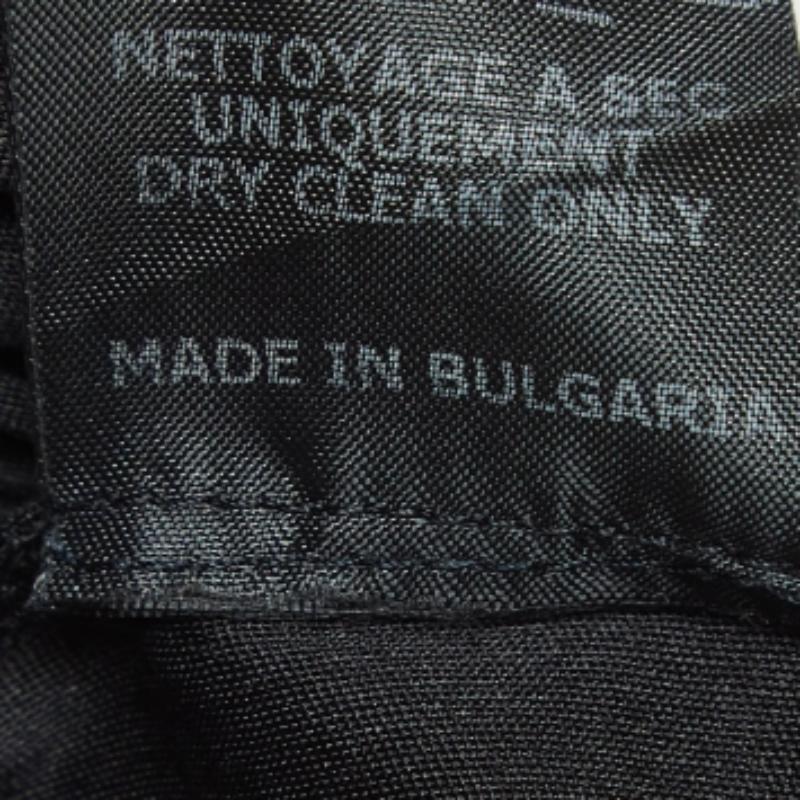 NETTOYAGE A SEC
UNIQUEMENT
DRY CLEAN ONLY
MADE IN BULGARIA